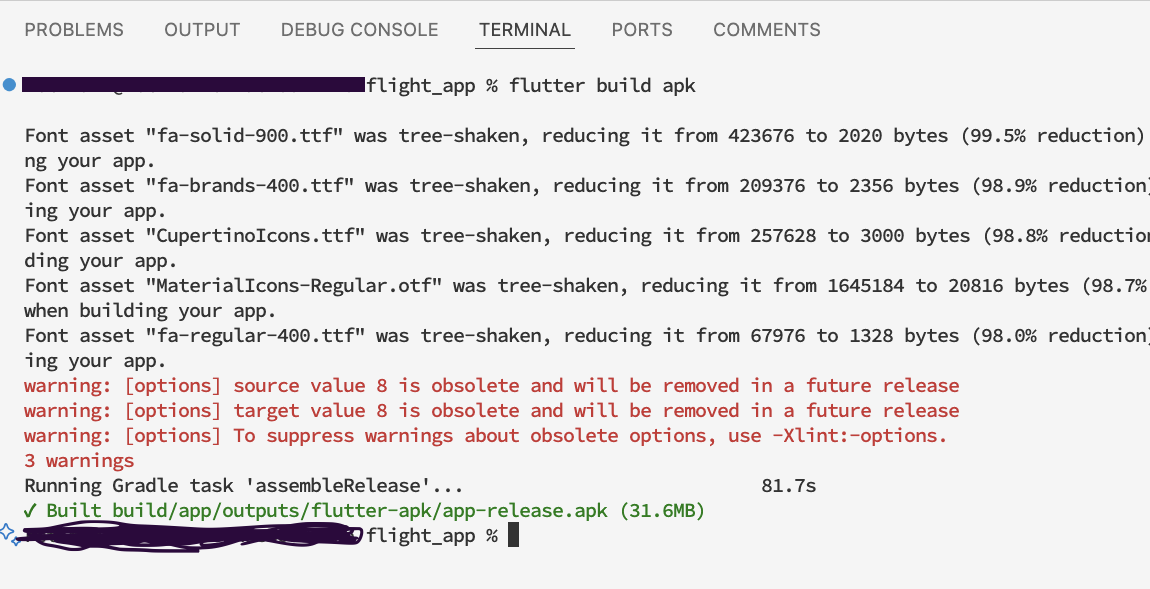 PROBLEMS OUTPUT DEBUG CONSOLE TERMINAL PORTS COMMENTS
flight_app % flutter build apk
Font asset "fa-solid-900.ttf" was tree-shaken, reducing it from 423676 to 2020 bytes (99.5% reduction)
ng your app.
Font asset "fa-brands-400.ttf" was tree-shaken, reducing it from 209376 to 2356 bytes (98.9% reduction)
ing your app.
Font asset "CupertinoIcons.ttf" was tree-shaken, reducing it from 257628 to 3000 bytes (98.8% reduction
ding your app.
Font asset "MaterialIcons-Regular.otf" was tree-shaken, reducing it from 1645184 to 20816 bytes (98.7%
when building your app.
Font asset "fa-regular-400.ttf" was tree-shaken, reducing it from 67976 to 1328 bytes (98.0% reduction)
ing your app.
warning: [options] source value 8 is obsolete and will be removed in a future release
warning: [options] target value 8 is obsolete and will be removed in a future release
warning: [options] To suppress warnings about obsolete options, use -Xlint:-options.
3 warnings
Running Gradle task 'assembleRelease'... 81.7s
✓ Built build/app/outputs/flutter-apk/app-release.apk (31.6MB)
flight_app %